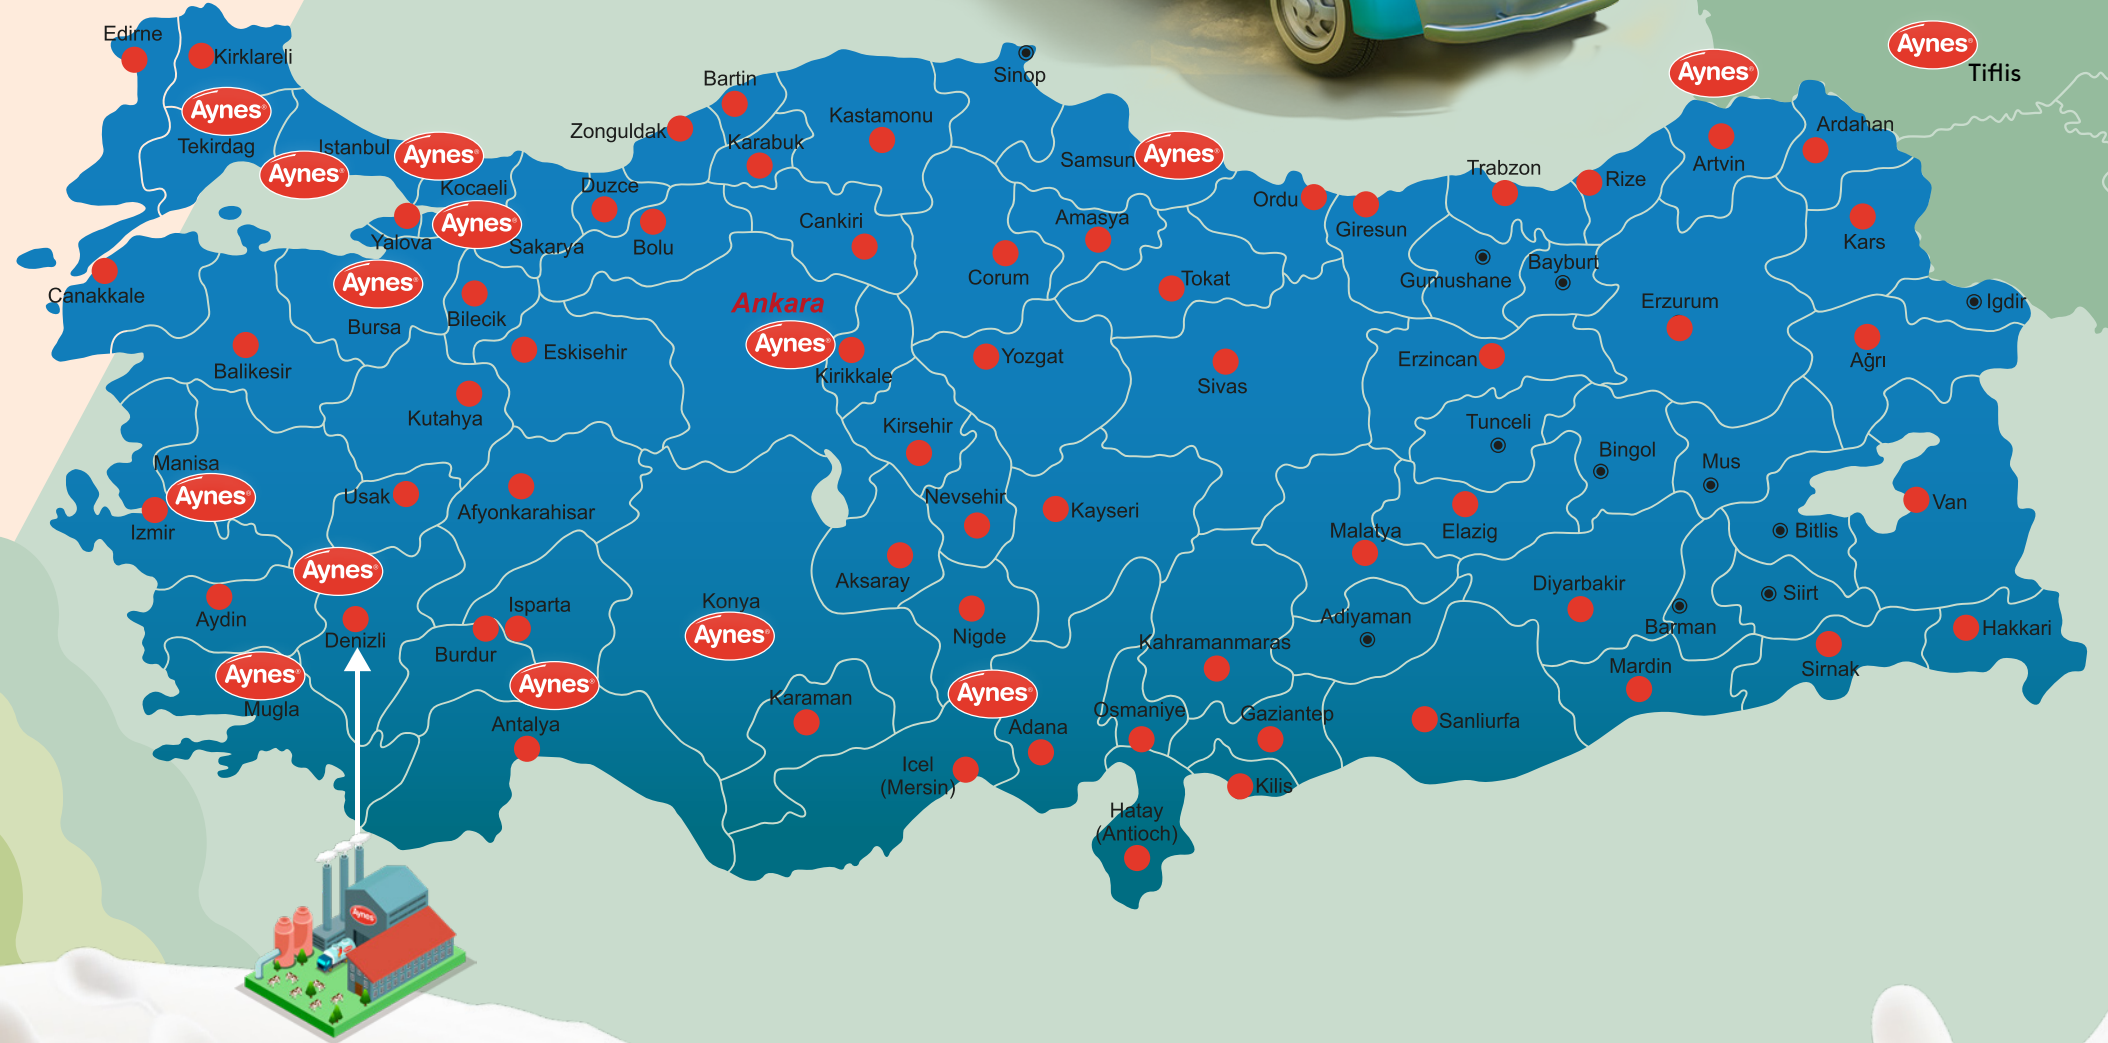 Edirne
Kirklareli
Aynes
Tekirdag
Istanbul
Aynes
Aynes
Kocaeli
Yalova
Aynes
Sakarya
Canakkale
Aynes
Bursa
Bilecik
Balikesir
Eskisehir
Kutahya
Zonguldak
Bartin
Karabuk
Kastamonu
Sinop
Duzce
Bolu
Cankiri
Samsun
Aynes
Corum
Amasya
Tokat
Ordu
Giresun
Trabzon
Rize
Aynes
Artvin
Ardahan
Aynes
Tiflis
Kars
Gumushane
Bayburt
Erzurum
Igdir
Ağrı
Ankara
Aynes
Kirikkale
Yozgat
Sivas
Erzincan
Kirsehir
Tunceli
Bingol
Mus
Manisa
Aynes
Izmir
Usak
Afyonkarahisar
Nevsehir
Kayseri
Malatya
Elazig
Bitlis
Van
Aynes
Denizli
Aydin
Isparta
Burdur
Konya
Aynes
Aksaray
Nigde
Kahramanmaras
Adiyaman
Diyarbakir
Barman
Siirt
Hakkari
Aynes
Mugla
Aynes
Antalya
Karaman
Aynes
Adana
Icel
(Mersin)
Osmaniye
Gaziantep
Sanliurfa
Mardin
Sirnak
Kilis
Hatay
(Antioch)
Aynes